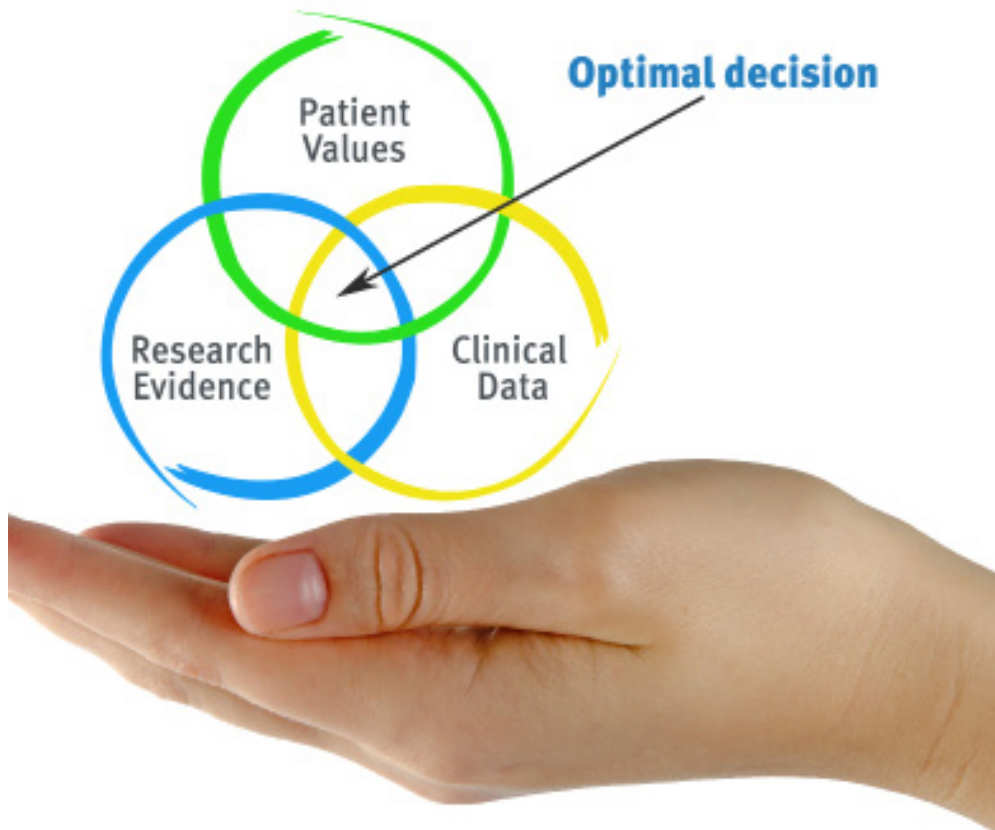 Optimal decision
Patient
Values
Research
Evidence
Clinical
Data